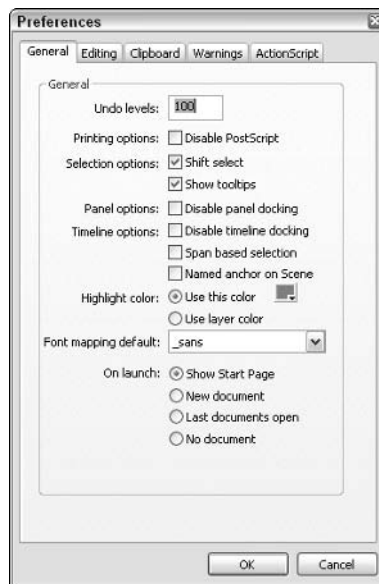 Preferences
General Editing Clipboard Warnings ActionScript
General
Undo levels: 100
Printing options: Disable PostScript
Selection options: Shift select
Show tooltips
Panel options: Disable panel docking
Timeline options: Disable timeline docking
Span based selection
Named anchor on Scene
Highlight color: Use this color
Use layer color
Font mapping default: _sans
On launch: Show Start Page
New document
Last documents open
No document
OK Cancel